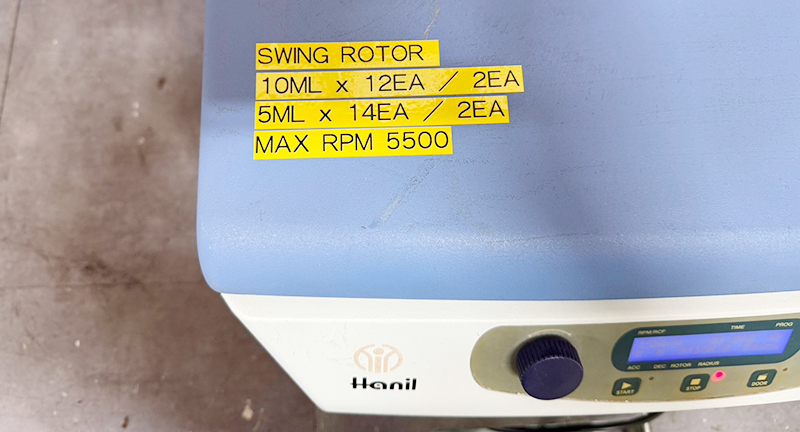 SWING ROTOR
10ML x 12EA / 2EA
5ML x 14EA / 2EA
MAX RPM 5500
Hanil
RPM/RCF TIME PROG
ACC DEC ROTOR RADIUS
START STOP DOOR